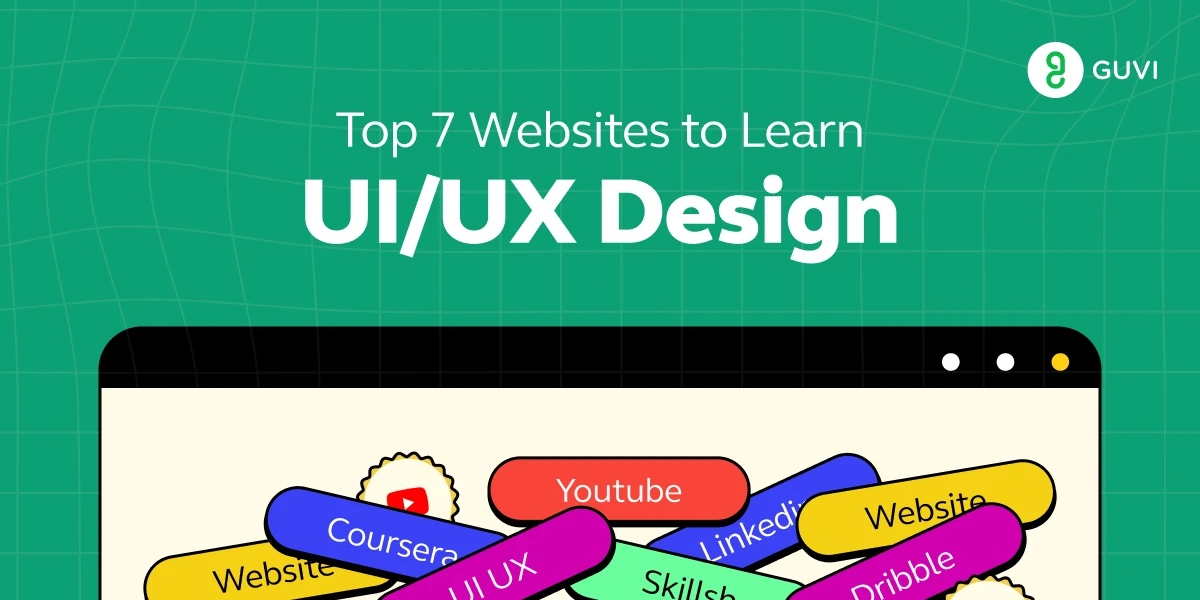 GUVI
Top 7 Websites to Learn
UI/UX Design
Youtube
Website
Coursera
Website
UI UX
Dribble